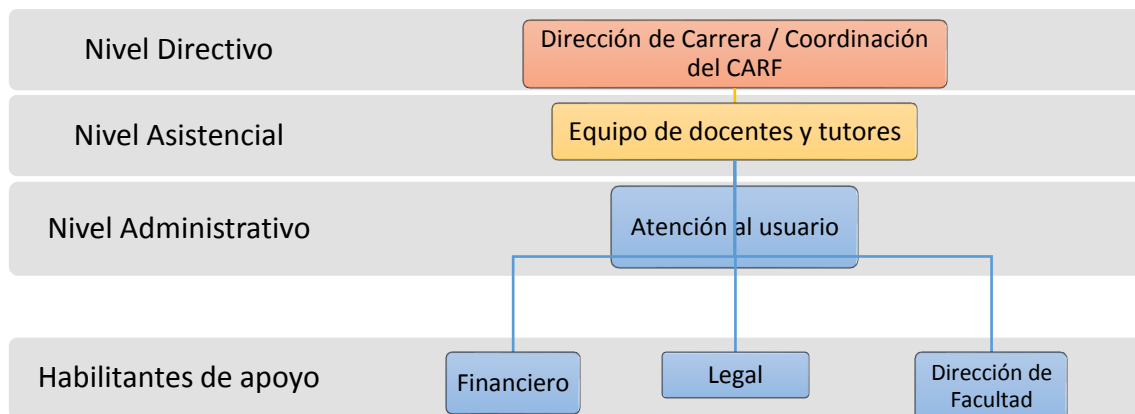 Nivel Directivo
Dirección de Carrera / Coordinación
del CARF
Nivel Asistencial
Equipo de docentes y tutores
Nivel Administrativo
Atención al usuario
Habilitantes de apoyo
Financiero
Legal
Dirección de
Facultad